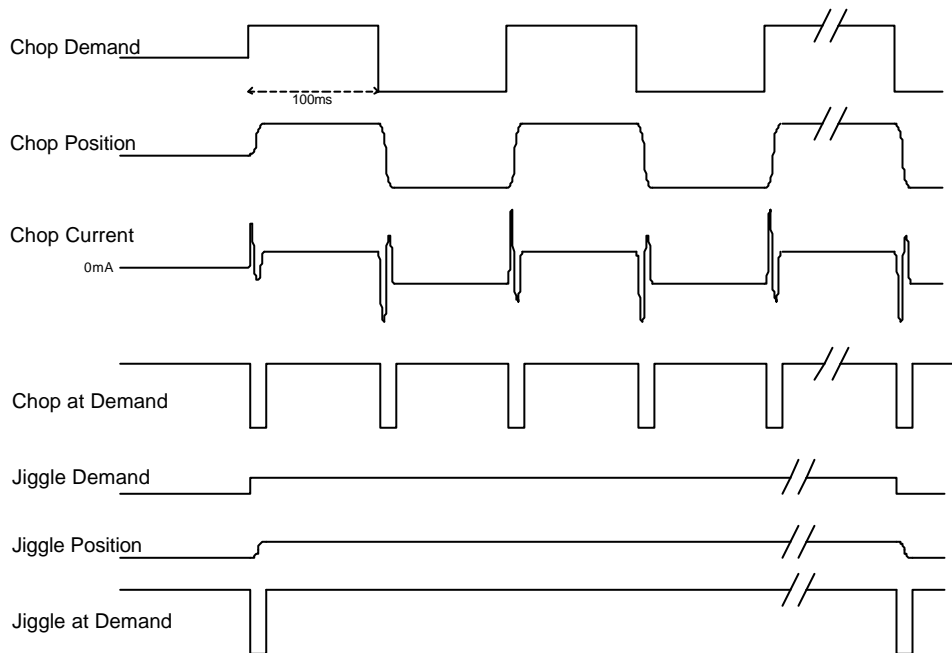 Chop Demand
100ms
Chop Position
Chop Current
0mA
Chop at Demand
Jiggle Demand
Jiggle Position
Jiggle at Demand